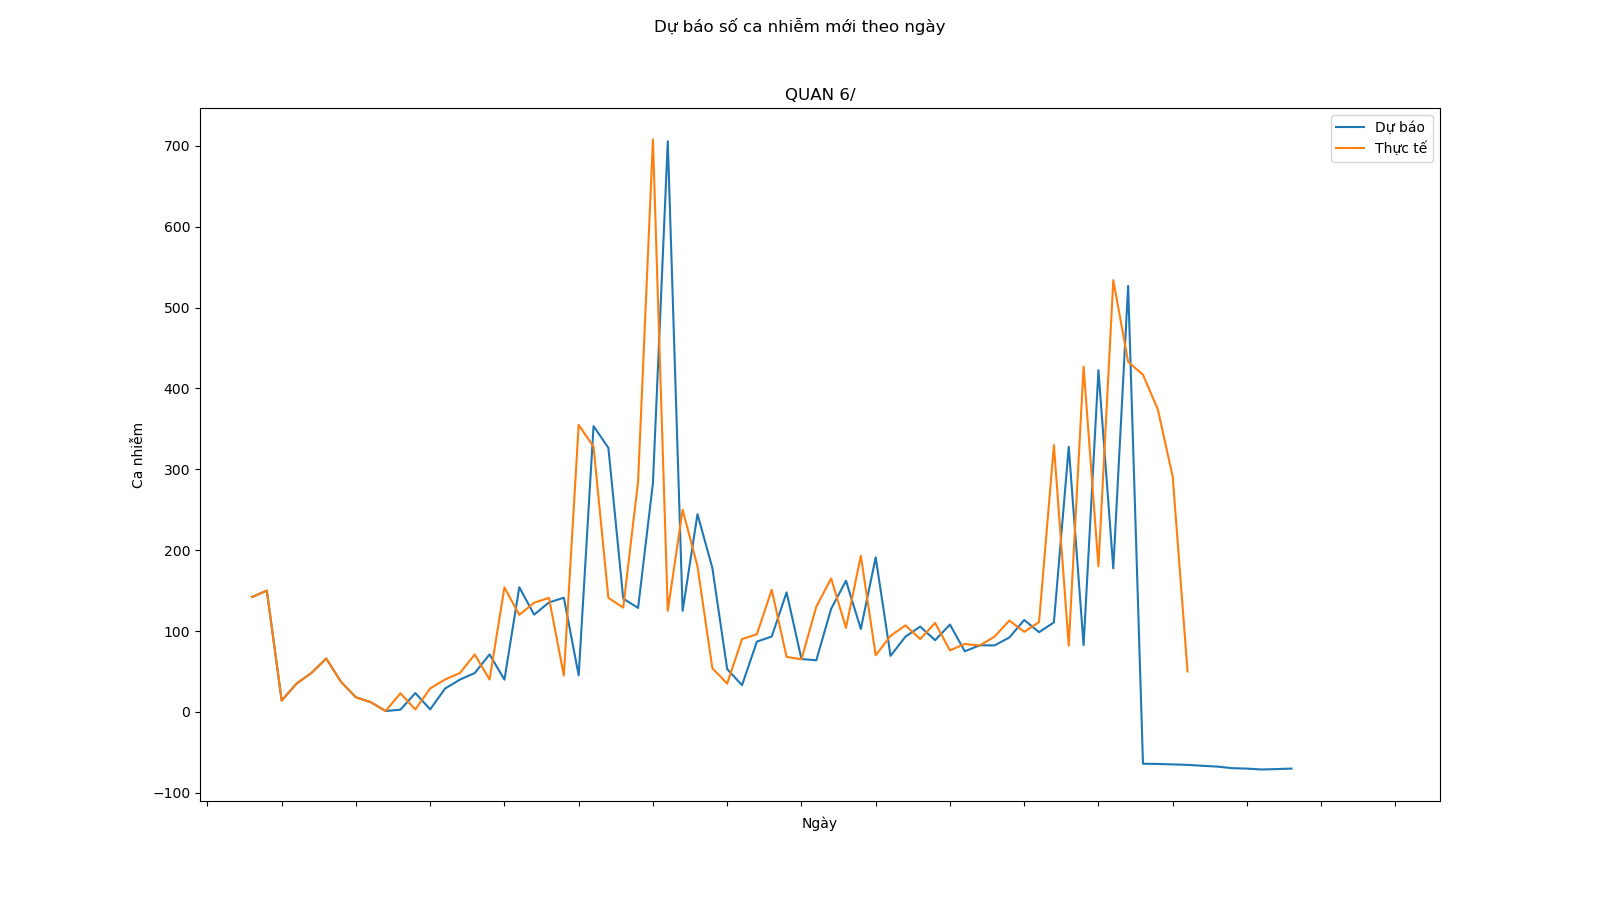 Dự báo số ca nhiễm mới theo ngày
QUAN 6/
Dự báo
Thực tế
700
600
500
400
300
200
100
0
−100
Ca nhiễm
Ngày